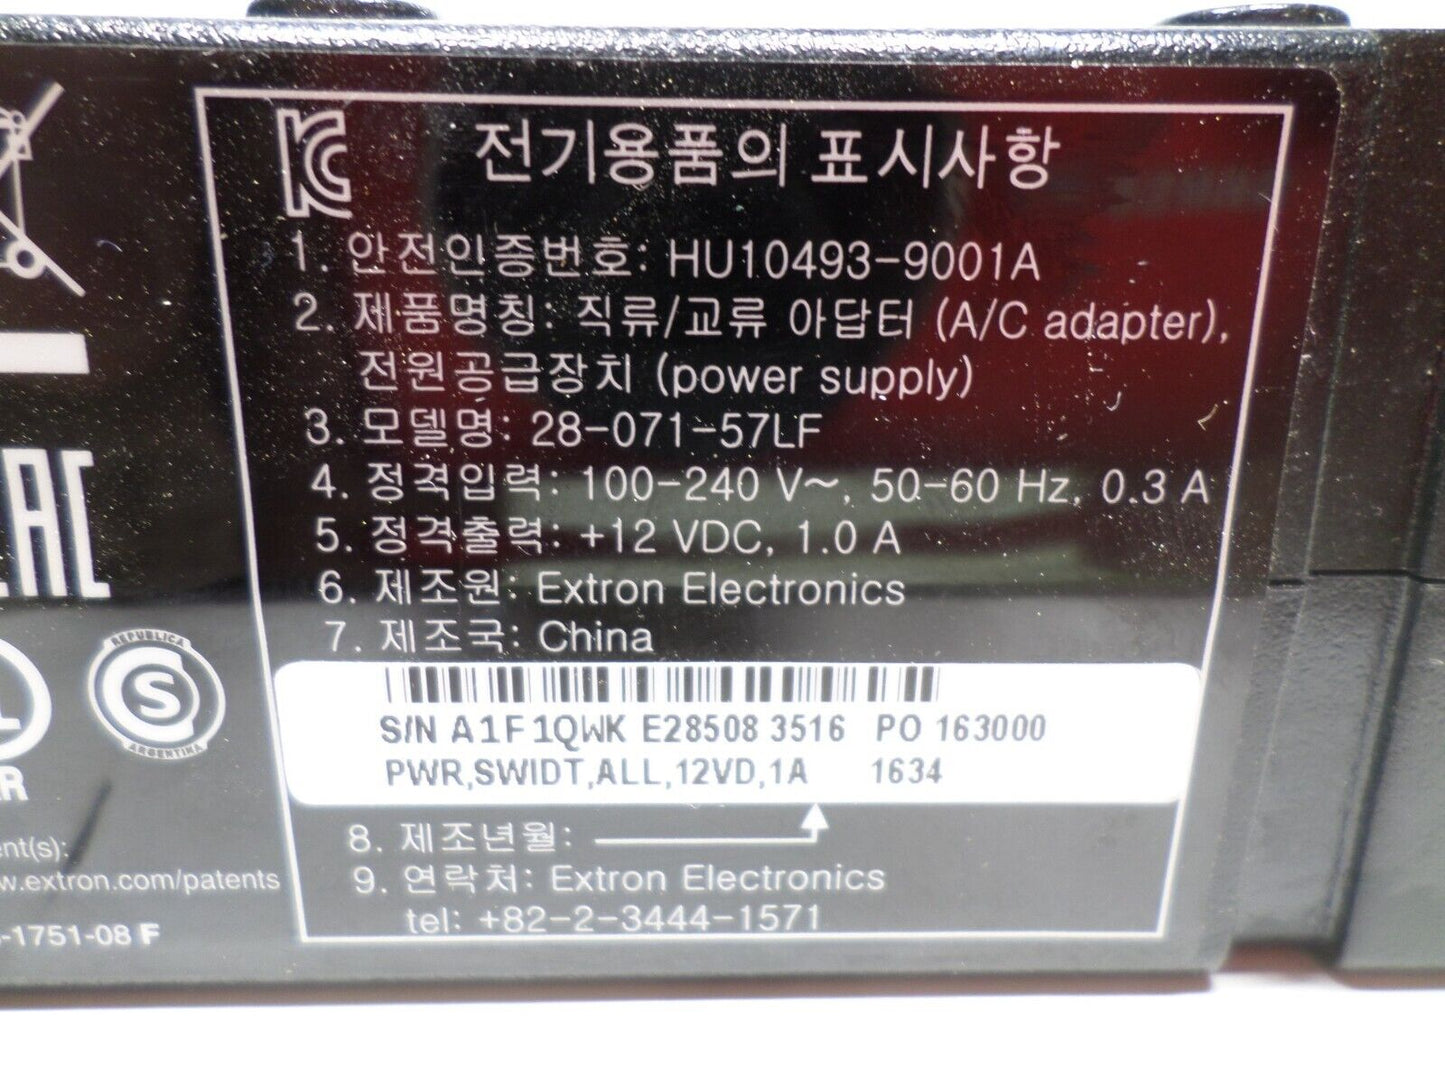 전기용품의 표시사항
1. 안전인증번호: HU10493-9001A
2. 제품명칭: 직류/교류 아답터 (A/C adapter),
전원공급장치 (power supply)
3. 모델명: 28-071-57LF
4. 정격입력: 100-240 V~, 50-60 Hz, 0.3 A
5. 정격출력: +12 VDC, 1.0 A
6. 제조원: Extron Electronics
7. 제조국: China
S/N A1F1QWK E28508 3516 PO 163000
PWR,SWIDT,ALL,12VD,1A 1634
8. 제조년월:
9. 연락처: Extron Electronics
tel: +82-2-3444-1571
EAC
REPUBLICA
S
ARGENTINA
.extron.com/patents
-1751-08 F